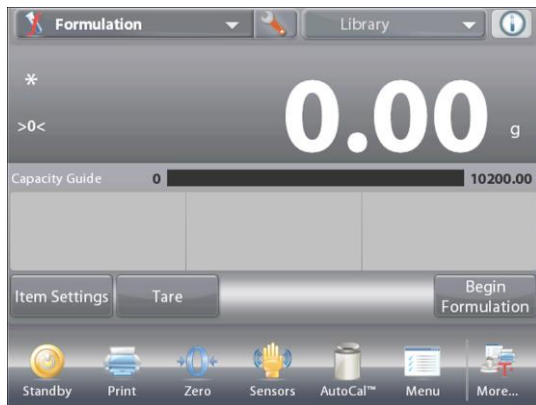 Formulation
Library
*
>0<
0.00 g
Capacity Guide 0 10200.00
Item Settings
Tare
Begin
Formulation
Standby
Print
Zero
Sensors
AutoCal™
Menu
More...